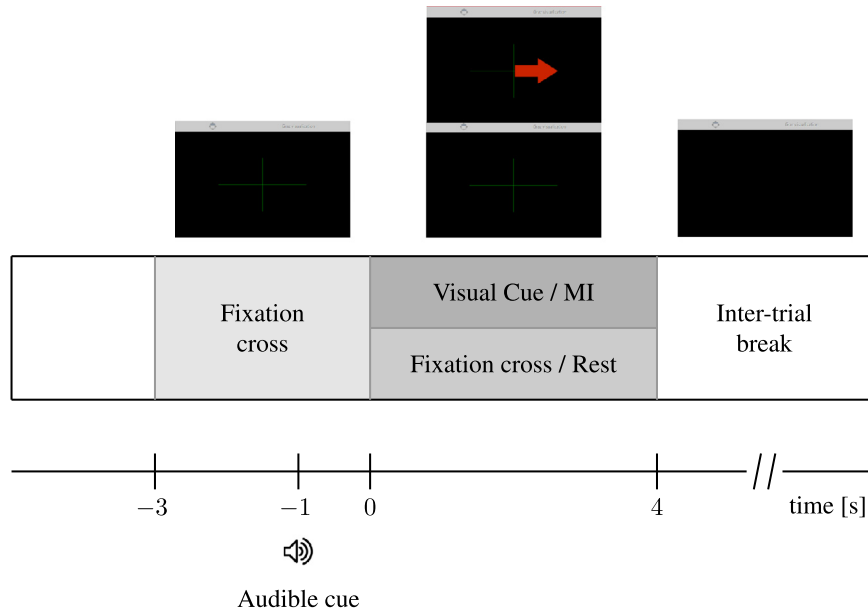 Fixation
cross
Visual Cue / MI
Fixation cross / Rest
Inter-trial
break
−3
−1
0
4
time [s]
Audible cue